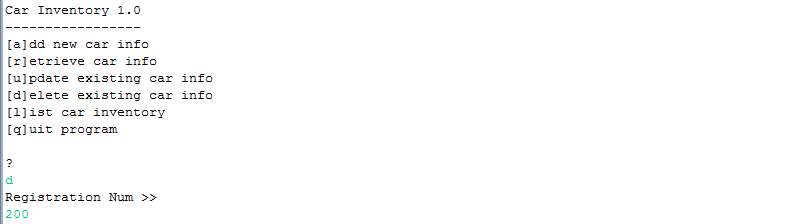 Car Inventory 1.0
-----------------
[a]dd new car info
[r]etrieve car info
[u]pdate existing car info
[d]elete existing car info
[l]ist car inventory
[q]uit program
?
d
Registration Num >>
200